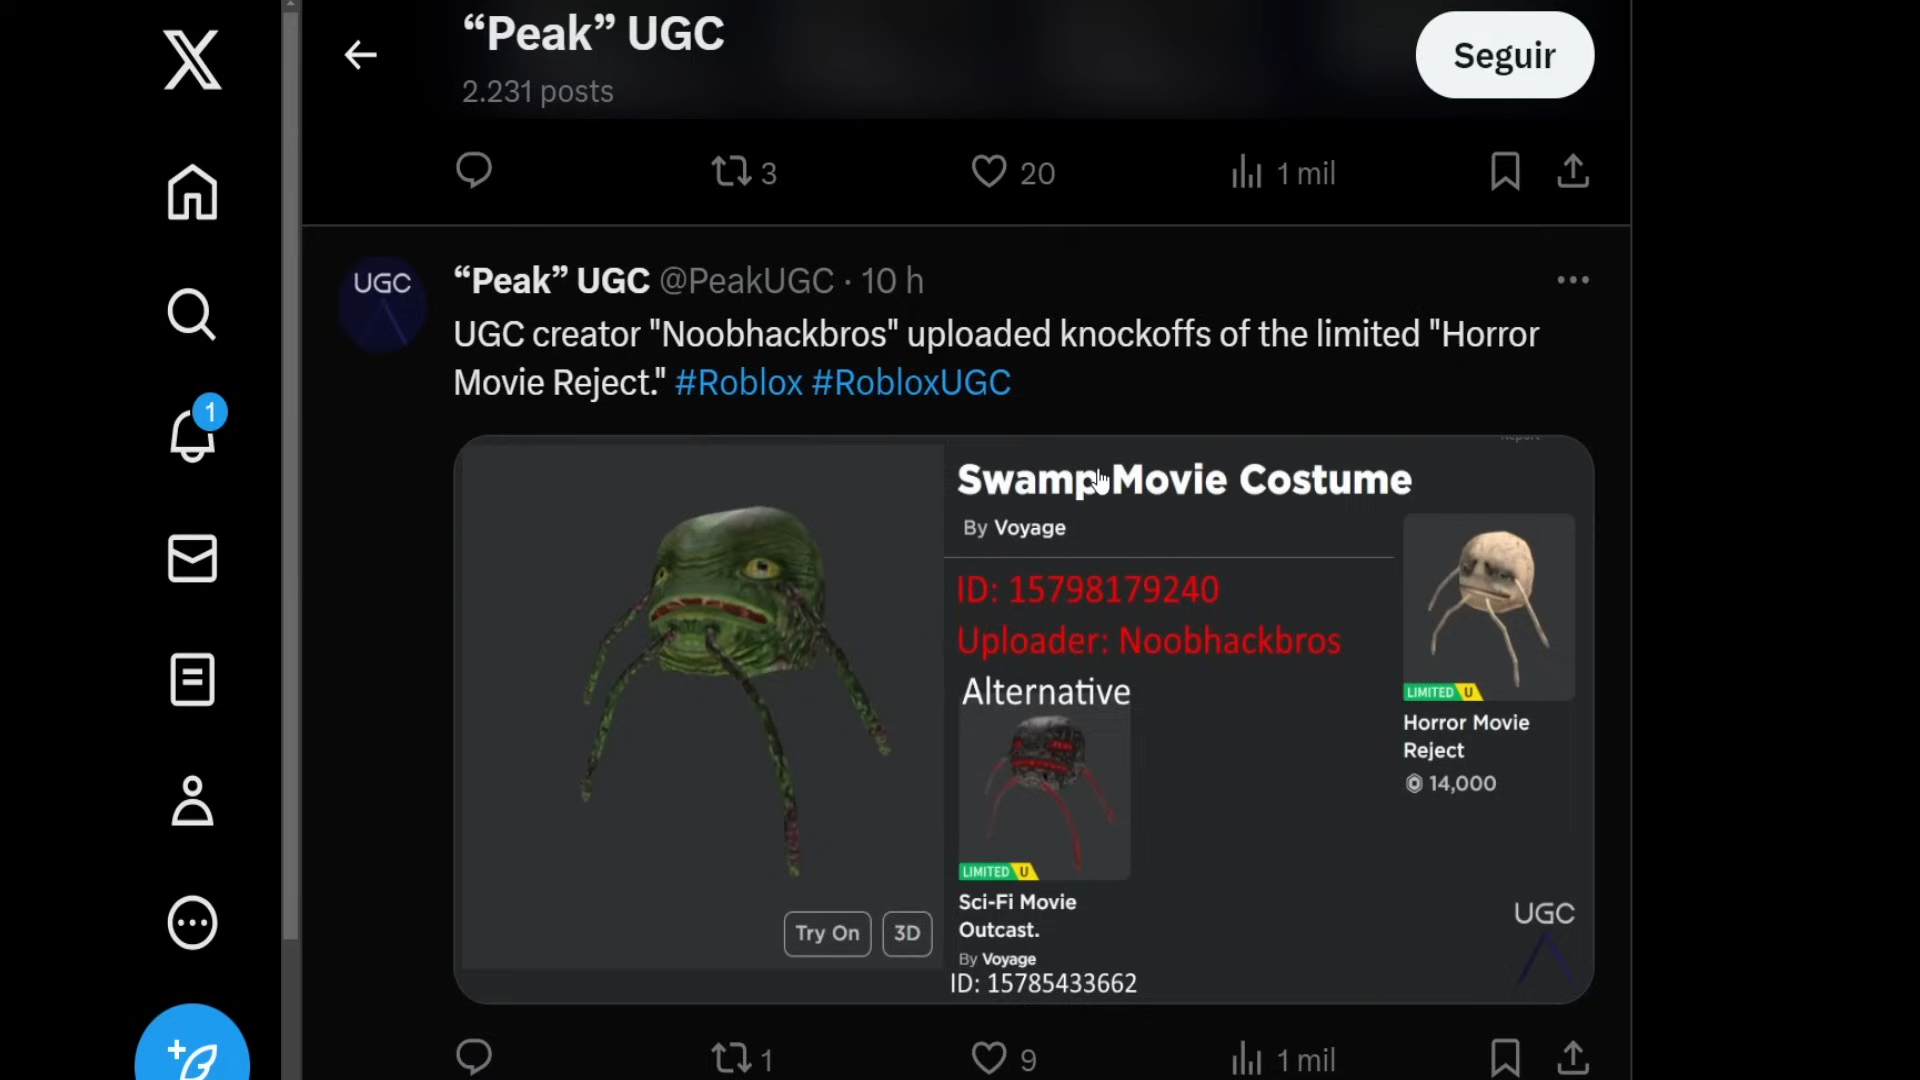 “Peak” UGC
2.231 posts
Seguir
3
20
1 mil
“Peak” UGC @PeakUGC · 10 h
UGC
UGC creator "Noobhackbros" uploaded knockoffs of the limited "Horror
Movie Reject." #Roblox #RobloxUGC
1
Swamp Movie Costume
By Voyage
ID: 15798179240
Uploader: Noobhackbros
Alternative
LIMITED U
Horror Movie
Reject
14,000
LIMITED U
Sci-Fi Movie
Outcast.
By Voyage
ID: 15785433662
Try On
3D
UGC
1
9
1 mil